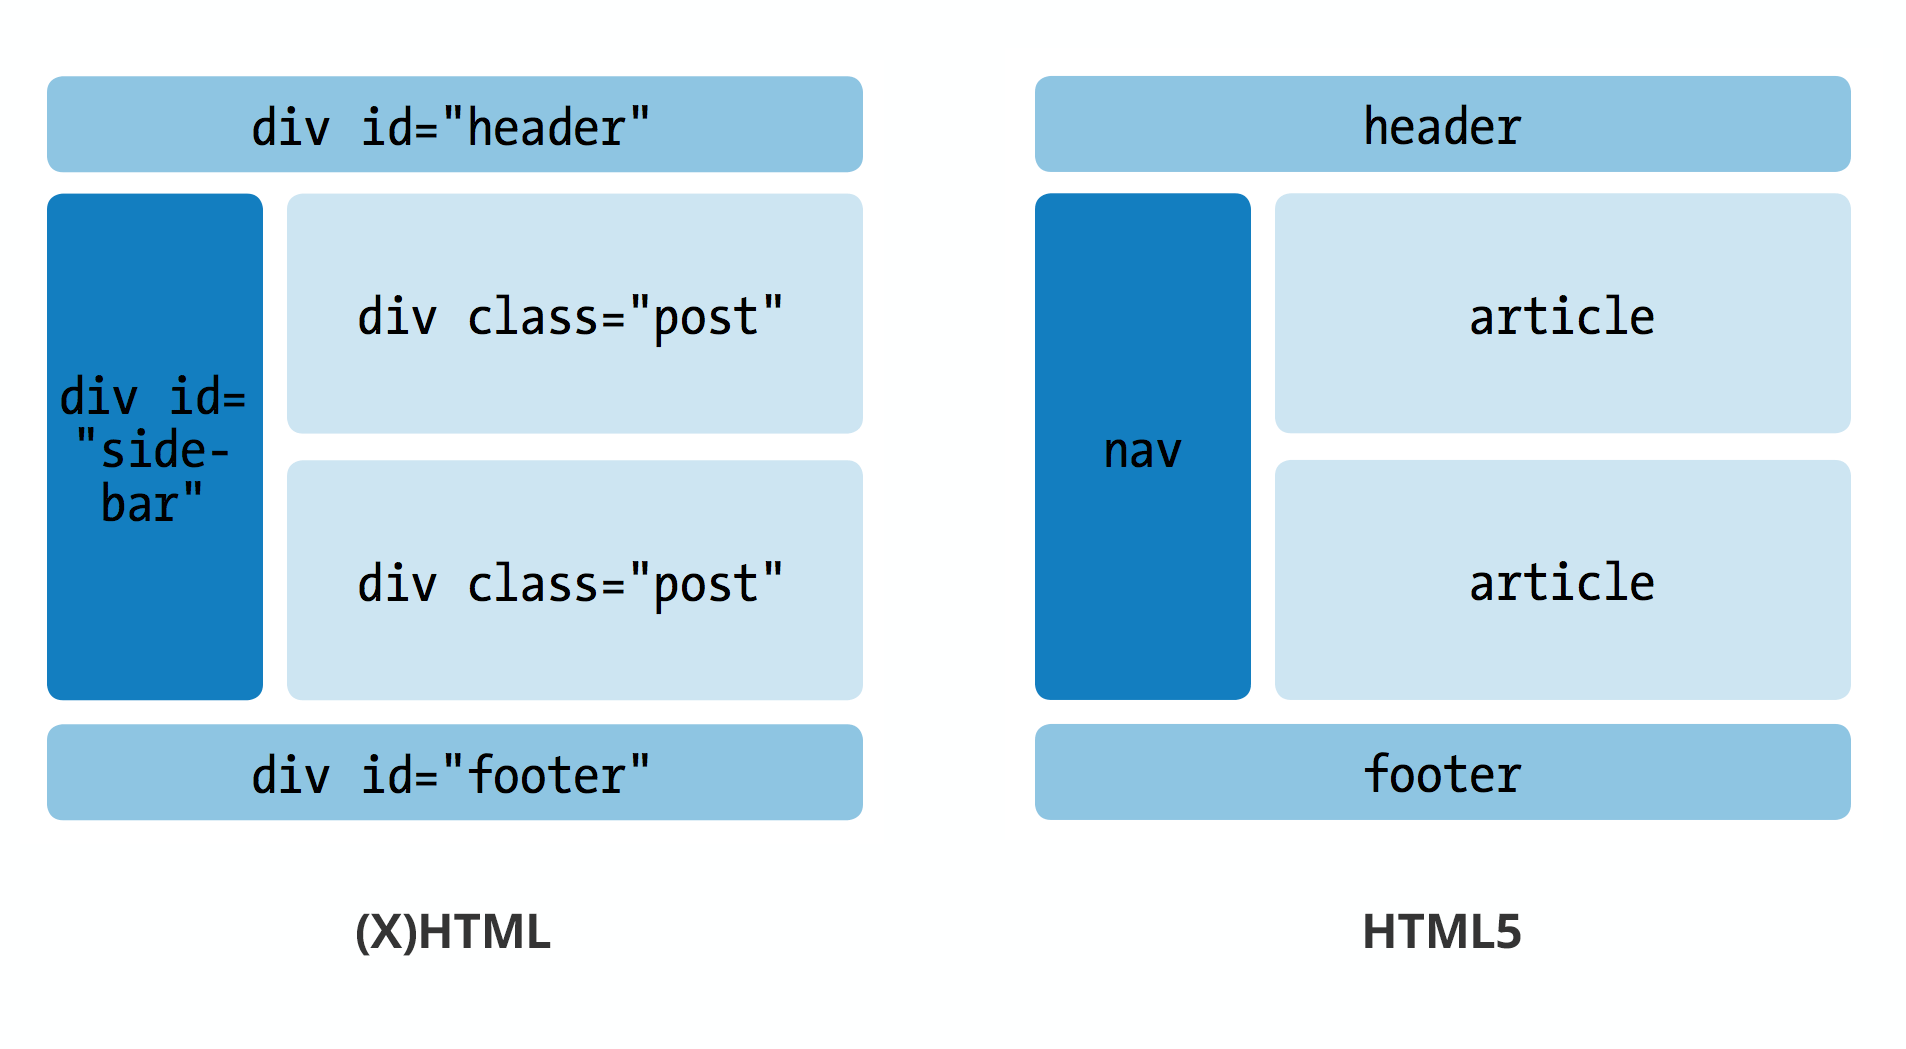 div id="header"
div id=
"side-
bar"
div class="post"
div class="post"
div id="footer"
(X)HTML
header
nav
article
article
footer
HTML5